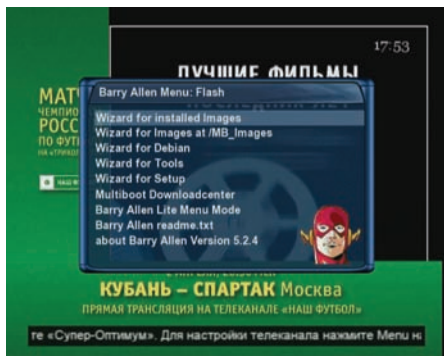 17:53
ЛУЧШИЕ ФИЛЬМЫ
МАТ
ЧЕМПИО
РОСС
ПО ФУТ
Barry Allen Menu: Flash
Wizard for installed Images
Wizard for Images at /MB_Images
Wizard for Debian
Wizard for Tools
Wizard for Setup
Multiboot Downloadcenter
Barry Allen Lite Menu Mode
Barry Allen readme.txt
about Barry Allen Version 5.2.4
КУБАНЬ – СПАРТАК Москва
ПРЯМАЯ ТРАНСЛЯЦИЯ НА ТЕЛЕКАНАЛЕ «НАШ ФУТБОЛ»
те «Супер-Оптимум». Для настройки телеканала нажмите Menu на